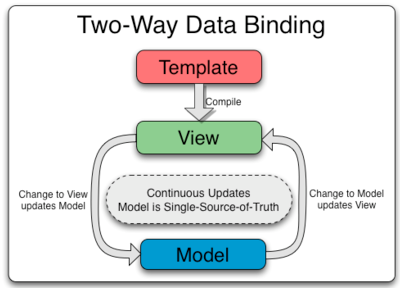 Two-Way Data Binding
Template
Compile
View
Change to View
updates Model
Continuous Updates
Model is Single-Source-of-Truth
Change to Model
updates View
Model